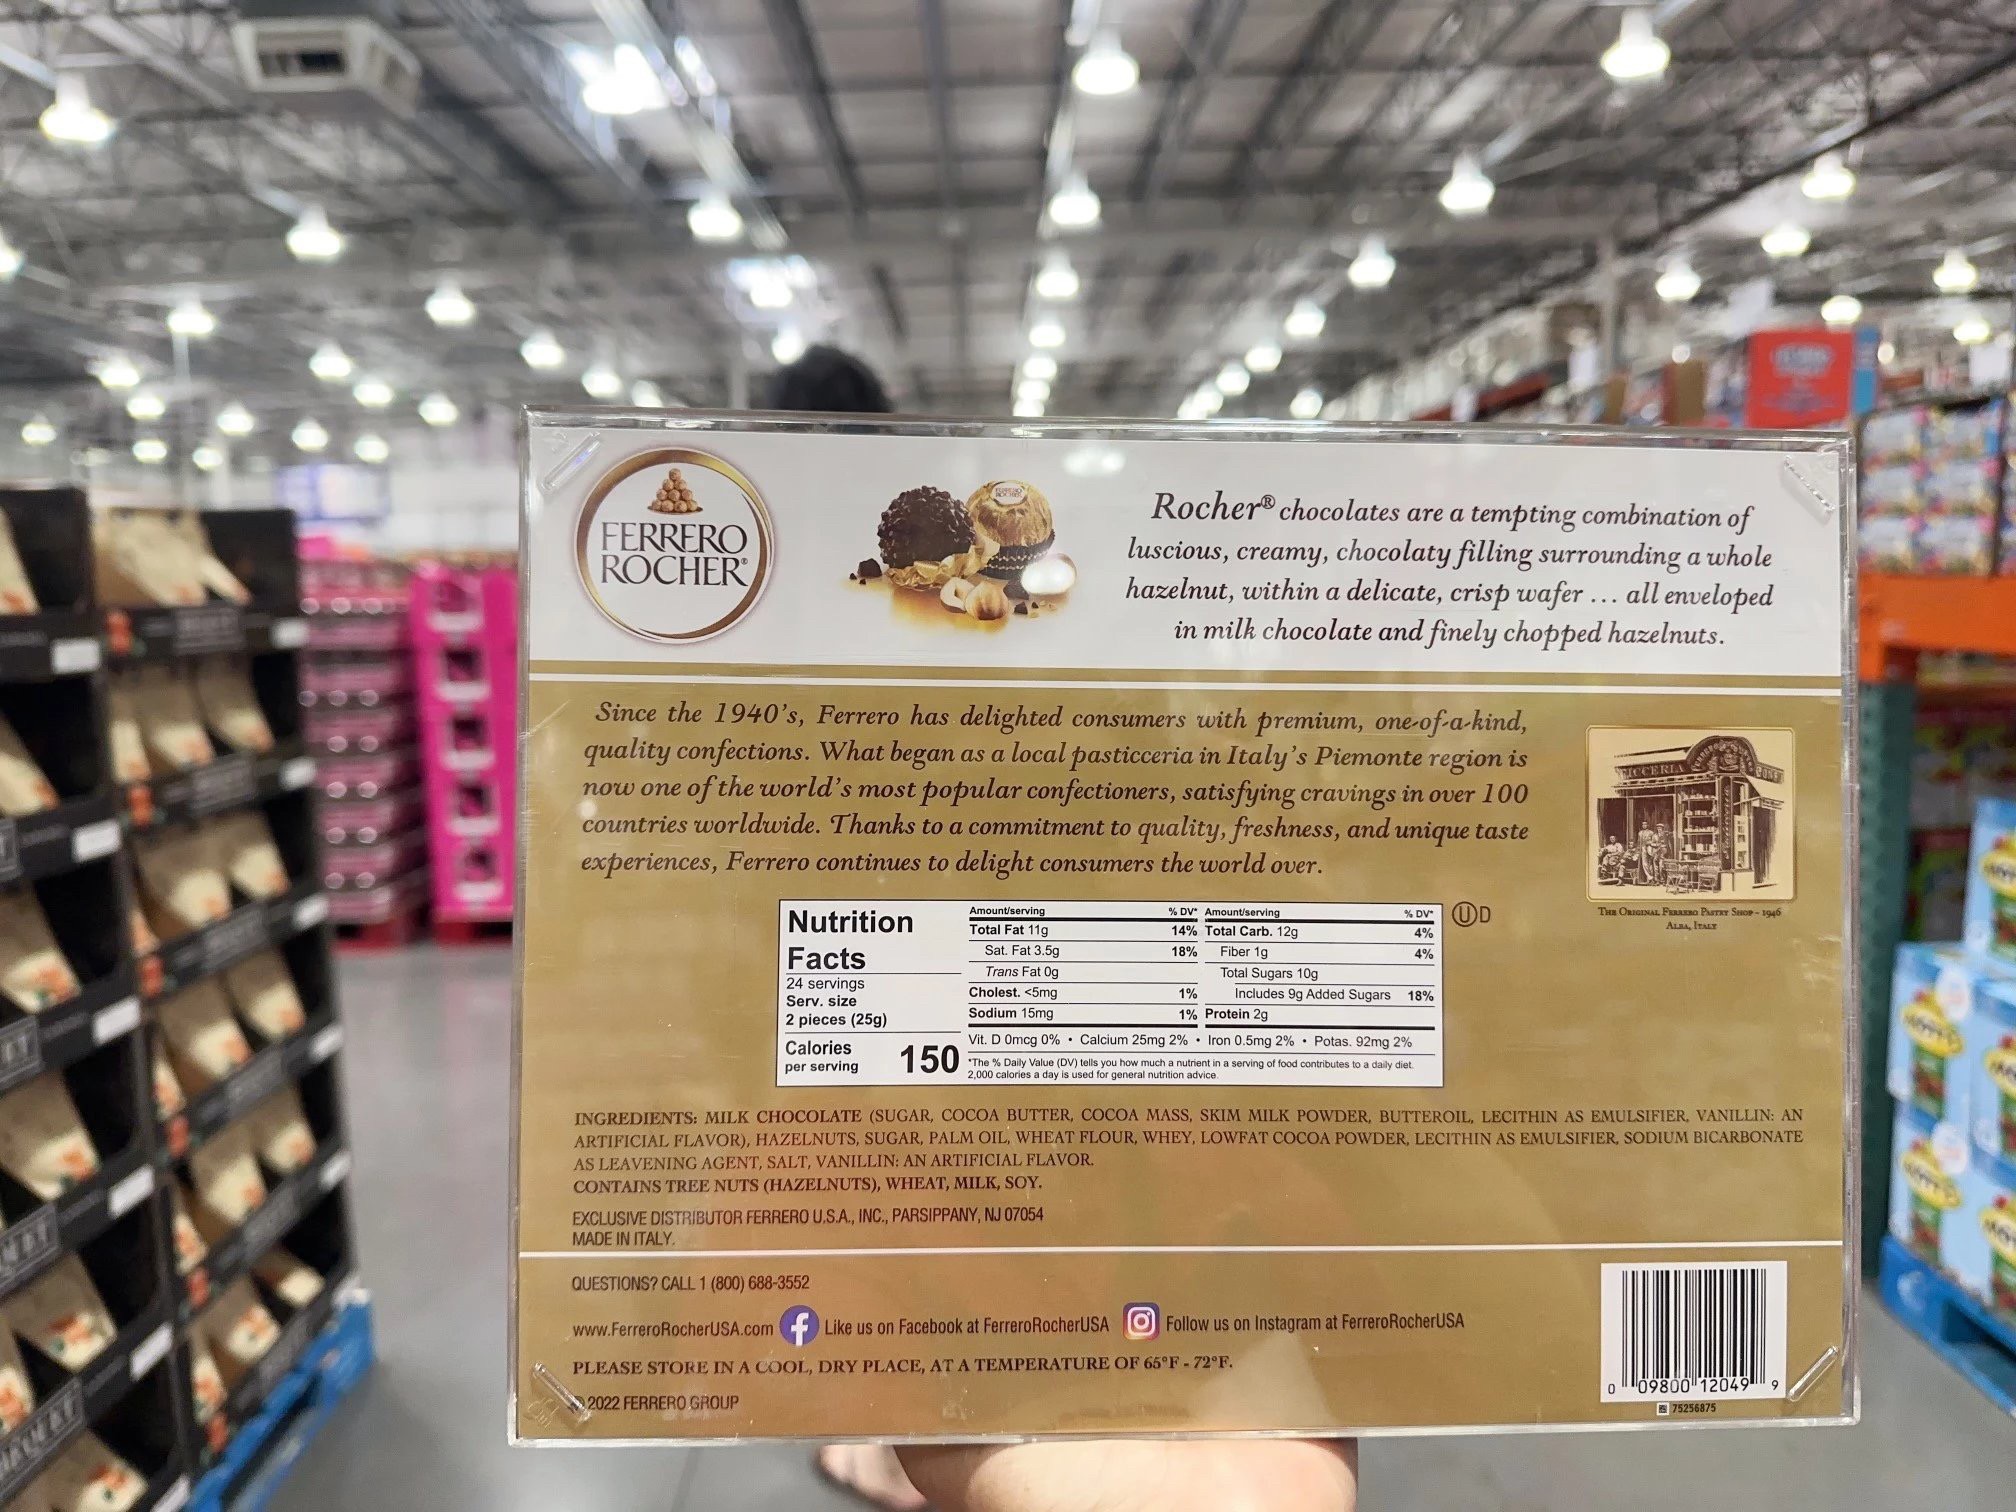 FERRERO
ROCHER®
Rocher® chocolates are a tempting combination of
luscious, creamy, chocolaty filling surrounding a whole
hazelnut, within a delicate, crisp wafer ... all enveloped
in milk chocolate and finely chopped hazelnuts.
Since the 1940's, Ferrero has delighted consumers with premium, one-of-a-kind,
quality confections. What began as a local pasticceria in Italy's Piemonte region is
now one of the world's most popular confectioners, satisfying cravings in over 100
countries worldwide. Thanks to a commitment to quality, freshness, and unique taste
experiences, Ferrero continues to delight consumers the world over.
THE ORIGINAL FERRERO PASTRY SHOP - 1946
ALBA, ITALY
Nutrition
Facts
24 servings
Serv. size
2 pieces (25g)
Calories
per serving
150
Amount/serving % DV*
Total Fat 11g 14%
Sat. Fat 3.5g 18%
Trans Fat 0g
Cholest. <5mg 1%
Sodium 15mg 1%
Amount/serving % DV*
Total Carb. 12g 4%
Fiber 1g 4%
Total Sugars 10g
Includes 9g Added Sugars 18%
Protein 2g
Vit. D 0mcg 0% • Calcium 25mg 2% • Iron 0.5mg 2% • Potas. 92mg 2%
*The % Daily Value (DV) tells you how much a nutrient in a serving of food contributes to a daily diet.
2,000 calories a day is used for general nutrition advice.
ⓊD
INGREDIENTS: MILK CHOCOLATE (SUGAR, COCOA BUTTER, COCOA MASS, SKIM MILK POWDER, BUTTEROIL, LECITHIN AS EMULSIFIER, VANILLIN: AN
ARTIFICIAL FLAVOR), HAZELNUTS, SUGAR, PALM OIL, WHEAT FLOUR, WHEY, LOWFAT COCOA POWDER, LECITHIN AS EMULSIFIER, SODIUM BICARBONATE
AS LEAVENING AGENT, SALT, VANILLIN: AN ARTIFICIAL FLAVOR.
CONTAINS TREE NUTS (HAZELNUTS), WHEAT, MILK, SOY.
EXCLUSIVE DISTRIBUTOR FERRERO U.S.A., INC., PARSIPPANY, NJ 07054
MADE IN ITALY.
QUESTIONS? CALL 1 (800) 688-3552
www.FerreroRocherUSA.com Like us on Facebook at FerreroRocherUSA Follow us on Instagram at FerreroRocherUSA
PLEASE STORE IN A COOL, DRY PLACE, AT A TEMPERATURE OF 65°F - 72°F.
© 2022 FERRERO GROUP
0 09800 12049 9
75256875